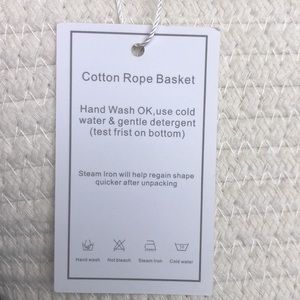 Cotton Rope Basket
Hand Wash OK,use cold
water & gentle detergent
(test frist on bottom)
Steam Iron will help regain shape
quicker after unpacking
Hand wash Not bleach Steam Iron Cold water